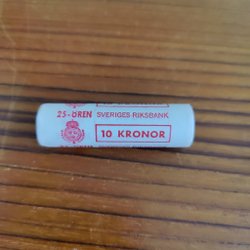 25-ÖREN SVERIGES RIKSBANK
10 KRONOR